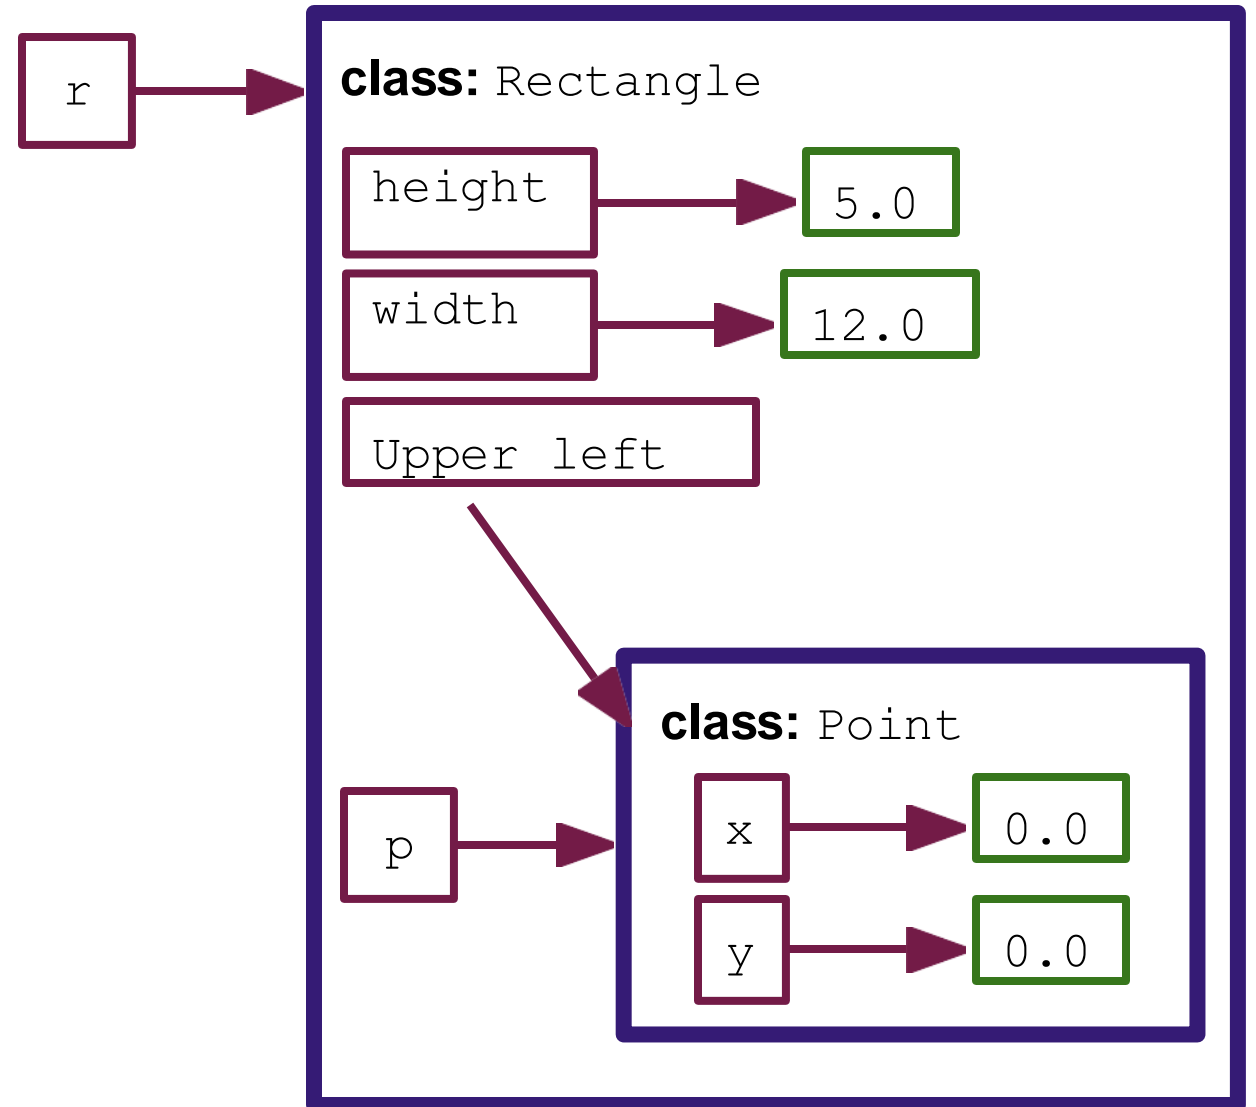 r
class: Rectangle
height
5.0
width
12.0
Upper left
class: Point
x
0.0
p
y
0.0